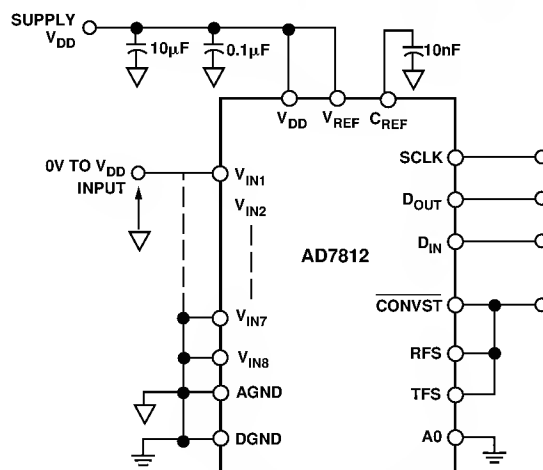 SUPPLY
VDD
10µF
0.1µF
10nF
VDD
VREF
CREF
0V TO VDD
INPUT
VIN1
VIN2
VIN7
VIN8
AGND
DGND
AD7812
SCLK
DOUT
DIN
CONVST
RFS
TFS
A0